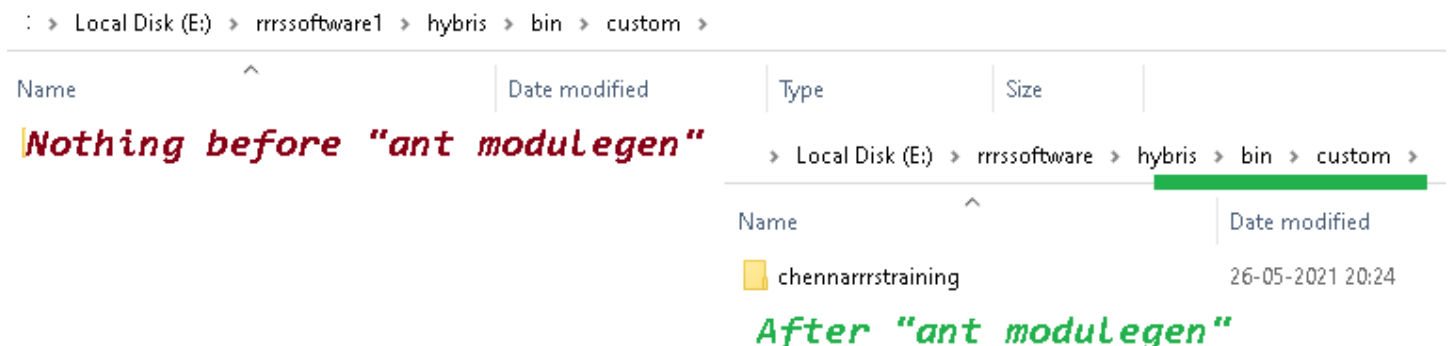 : > Local Disk (E:) > rrrssoftware1 > hybris > bin > custom >
Name Date modified Type Size
Nothing before "ant modulegen"
> Local Disk (E:) > rrrssoftware > hybris > bin > custom >
Name Date modified
chennarrrstraining 26-05-2021 20:24
After "ant modulegen"